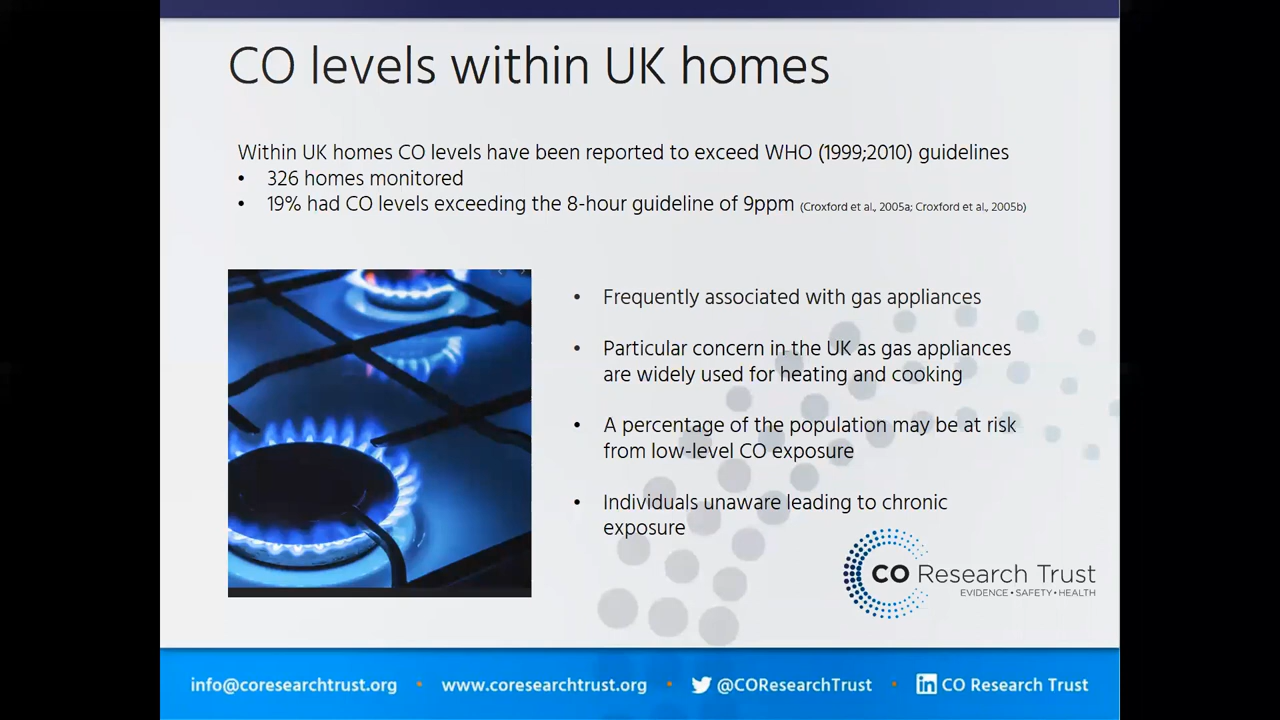 CO levels within UK homes
Within UK homes CO levels have been reported to exceed WHO (1999;2010) guidelines
• 326 homes monitored
• 19% had CO levels exceeding the 8-hour guideline of 9ppm (Croxford et al., 2005a; Croxford et al., 2005b)
• Frequently associated with gas appliances
• Particular concern in the UK as gas appliances
are widely used for heating and cooking
• A percentage of the population may be at risk
from low-level CO exposure
• Individuals unaware leading to chronic
exposure
CO Research Trust
EVIDENCE • SAFETY • HEALTH
info@coresearchtrust.org • www.coresearchtrust.org • @COResearchTrust • in CO Research Trust